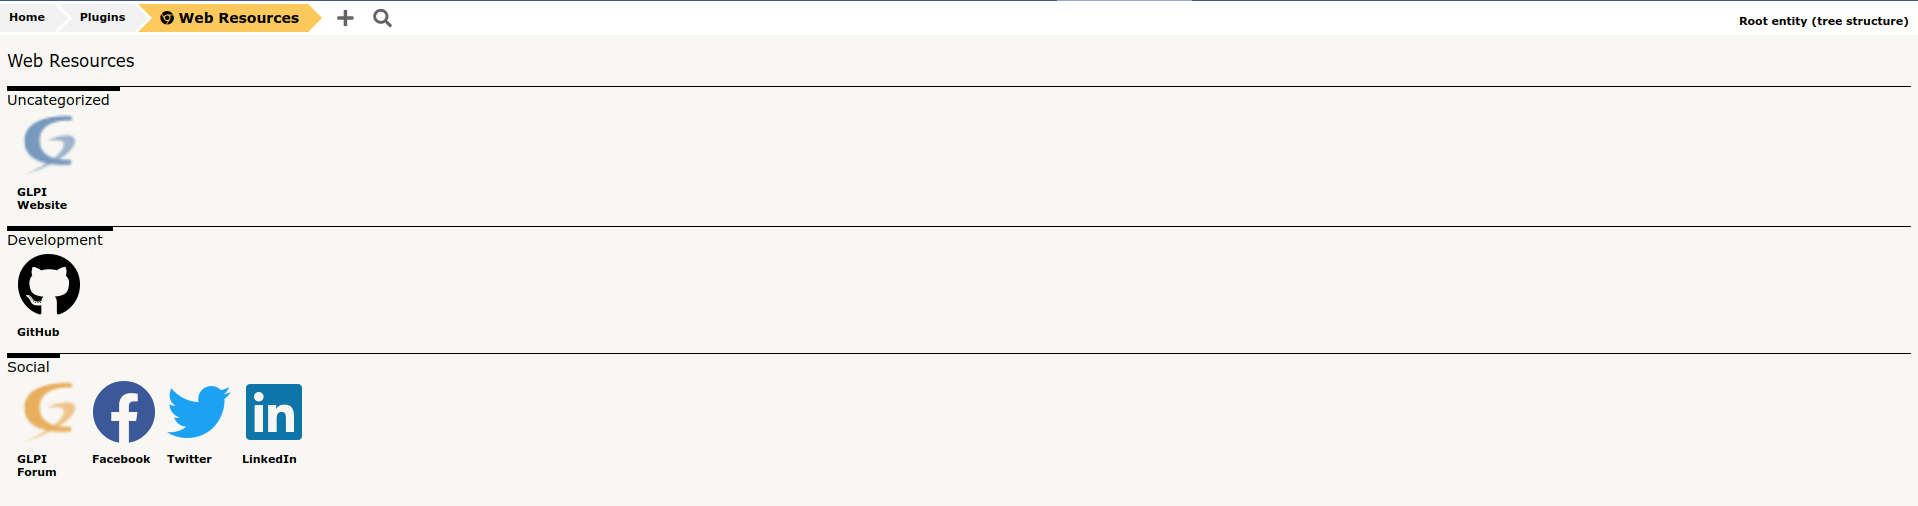 Home Plugins Web Resources Root entity (tree structure)
Web Resources
Uncategorized
GLPI
Website
Development
GitHub
Social
GLPI
Forum
Facebook
Twitter
LinkedIn